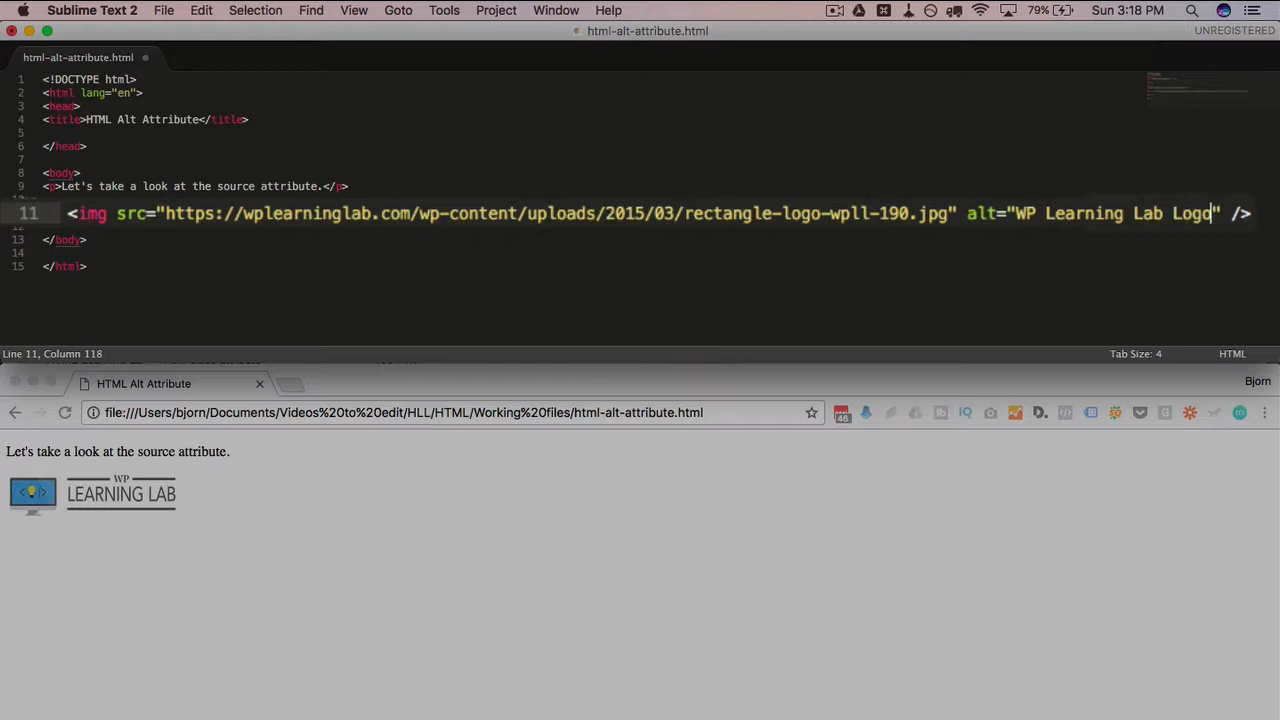 Sublime Text 2 File Edit Selection Find View Goto Tools Project Window Help 79% Sun 3:18 PM
html-alt-attribute.html UNREGISTERED
html-alt-attribute.html
1 <!DOCTYPE html>
2 <html lang="en">
3 <head>
4 <title>HTML Alt Attribute</title>
5
6 </head>
7
8 <body>
9 <p>Let's take a look at the source attribute.</p>
11 <img src="https://wplearninglab.com/wp-content/uploads/2015/03/rectangle-logo-wpll-190.jpg" alt="WP Learning Lab Logo" />
12
13 </body>
14
15 </html>
Line 11, Column 118 Tab Size: 4 HTML
HTML Alt Attribute Bjorn
file:///Users/bjorn/Documents/Videos%20to%20edit/HLL/HTML/Working%20files/html-alt-attribute.html 46
Let's take a look at the source attribute.
WP
LEARNING LAB